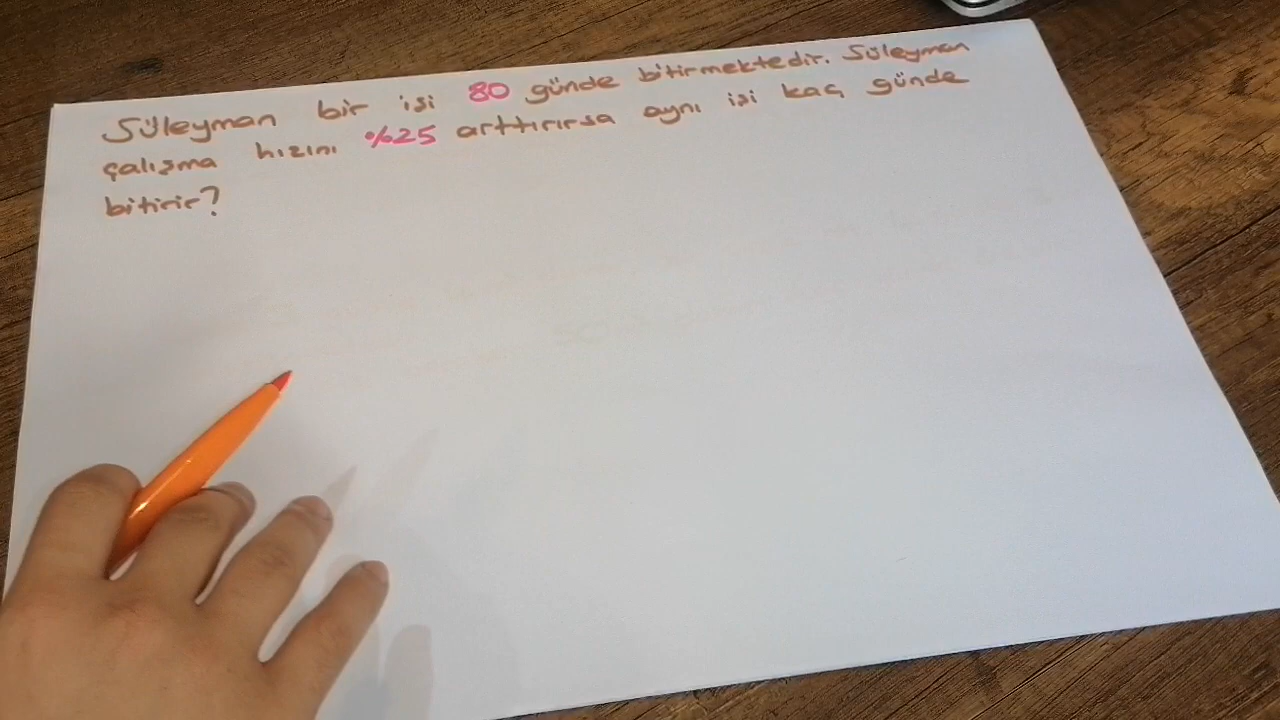 Süleyman bir işi 80 günde bitirmektedir. Süleyman
çalışma hızını %25 arttırırsa aynı işi kaç günde
bitirir?